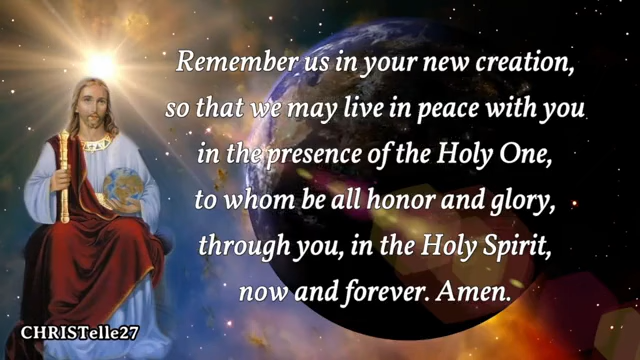 Remember us in your new creation,
so that we may live in peace with you
in the presence of the Holy One,
to whom be all honor and glory,
through you, in the Holy Spirit,
now and forever. Amen.
CHRISTelle27